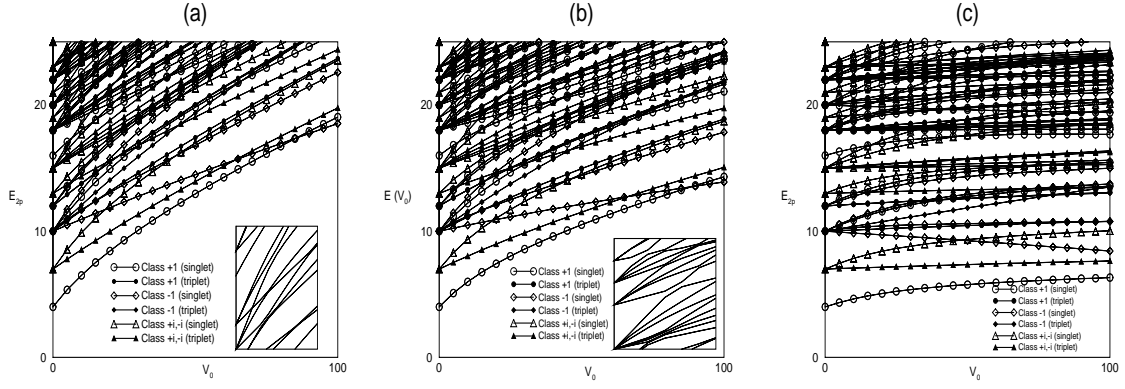 (a)
20
10
0
E2p
0
V0
100
Class +1 (singlet)
Class +1 (triplet)
Class -1 (singlet)
Class -1 (triplet)
Class +i,-i (singlet)
Class +i,-i (triplet)
(b)
20
10
0
E (V0)
0
V0
100
Class +1 (singlet)
Class +1 (triplet)
Class -1 (singlet)
Class -1 (triplet)
Class +i,-i (singlet)
Class +i,-i (triplet)
(c)
20
10
0
E2p
0
V0
100
Class +1 (singlet)
Class +1 (triplet)
Class -1 (singlet)
Class -1 (triplet)
Class +i,-i (singlet)
Class +i,-i (triplet)